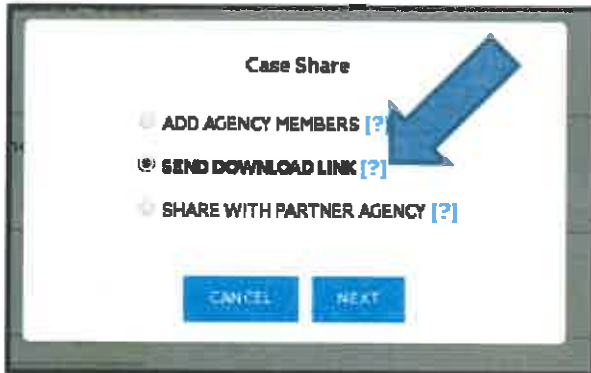 Case Share
ADD AGENCY MEMBERS [?]
SEND DOWNLOAD LINK [?]
SHARE WITH PARTNER AGENCY [?]
CANCEL NEXT